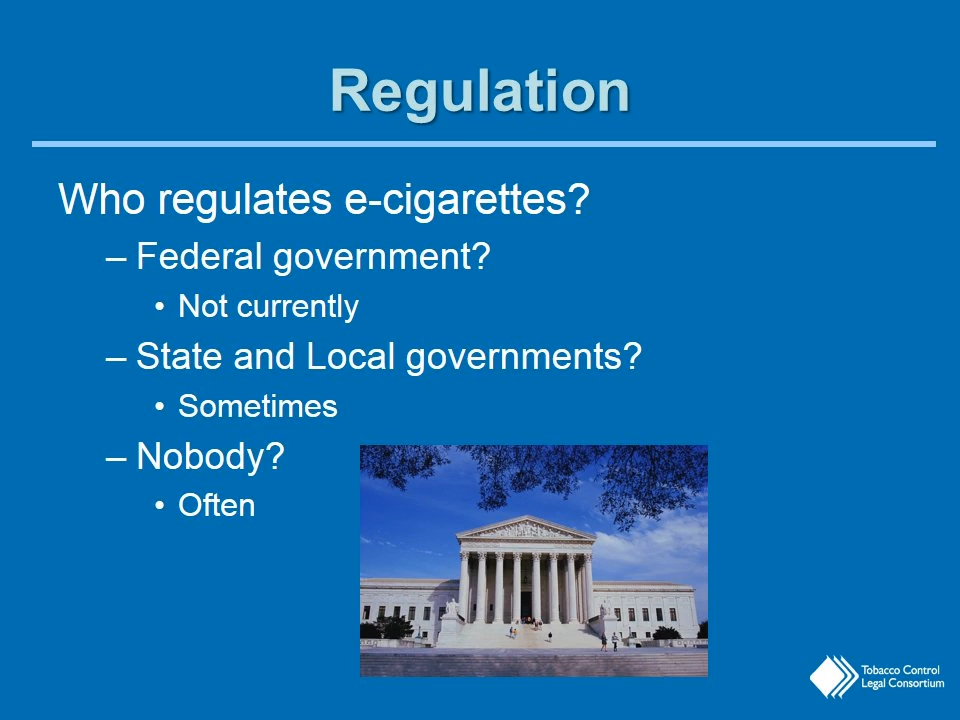 Regulation
Who regulates e-cigarettes?
– Federal government?
• Not currently
– State and Local governments?
• Sometimes
– Nobody?
• Often
Tobacco Control
Legal Consortium